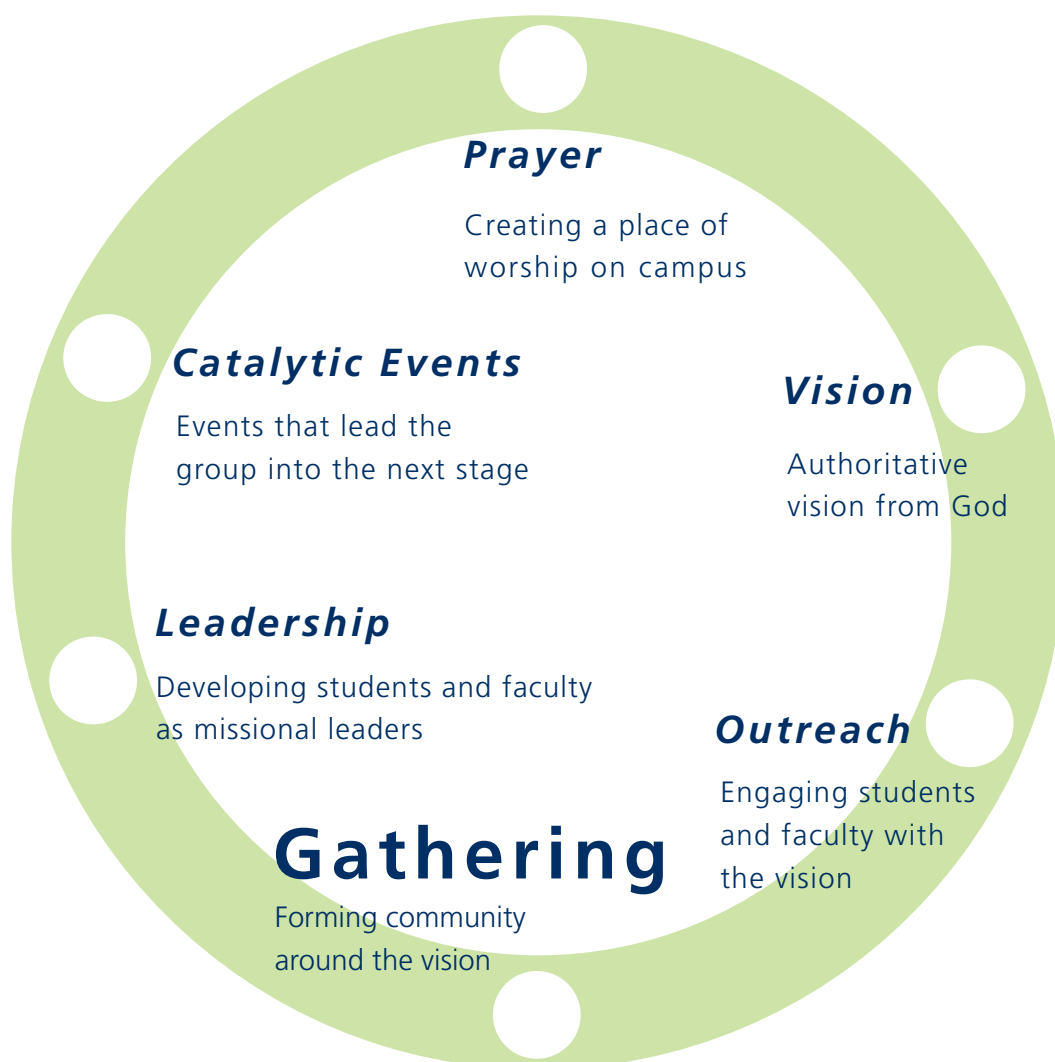 Prayer
Creating a place of
worship on campus
Catalytic Events
Events that lead the
group into the next stage
Vision
Authoritative
vision from God
Leadership
Developing students and faculty
as missional leaders
Outreach
Engaging students
and faculty with
the vision
Gathering
Forming community
around the vision